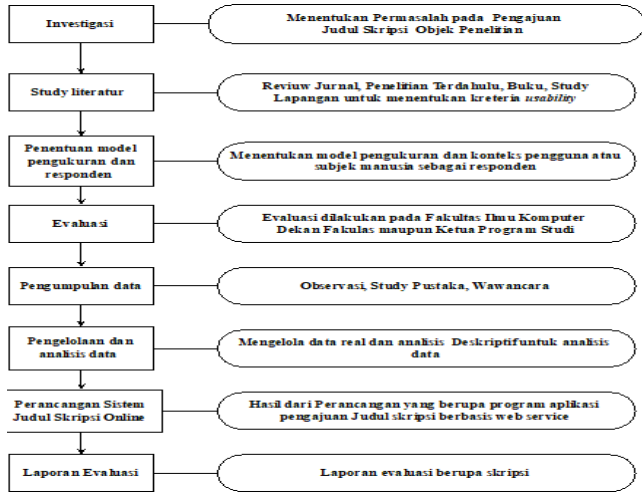 Investigasi
Menentukan Permasalah pada Pengajuan
Judul Skripsi Objek Penelitian
Study literatur
Reviuw Jurnal, Penelitian Terdahulu, Buku, Study
Lapangan untuk menentukan kreteria usability
Penentuan model
pengukuran dan
responden
Menentukan model pengukuran dan konteks pengguna atau
subjek manusia sebagai responden
Evaluasi
Evaluasi dilakukan pada Fakultas Ilmu Komputer
Dekan Fakulas maupun Ketua Program Studi
Pengumpulan data
Observasi, Study Pustaka, Wawancara
Pengelolaan dan
analisis data
Mengelola data real dan analisis Deskriptifuntuk analisis
data
Perancangan Sistem
Judul Skripsi Online
Hasil dari Perancangan yang berupa program aplikasi
pengajuan Judul skripsi berbasis web service
Laporan Evaluasi
Laporan evaluasi berupa skripsi